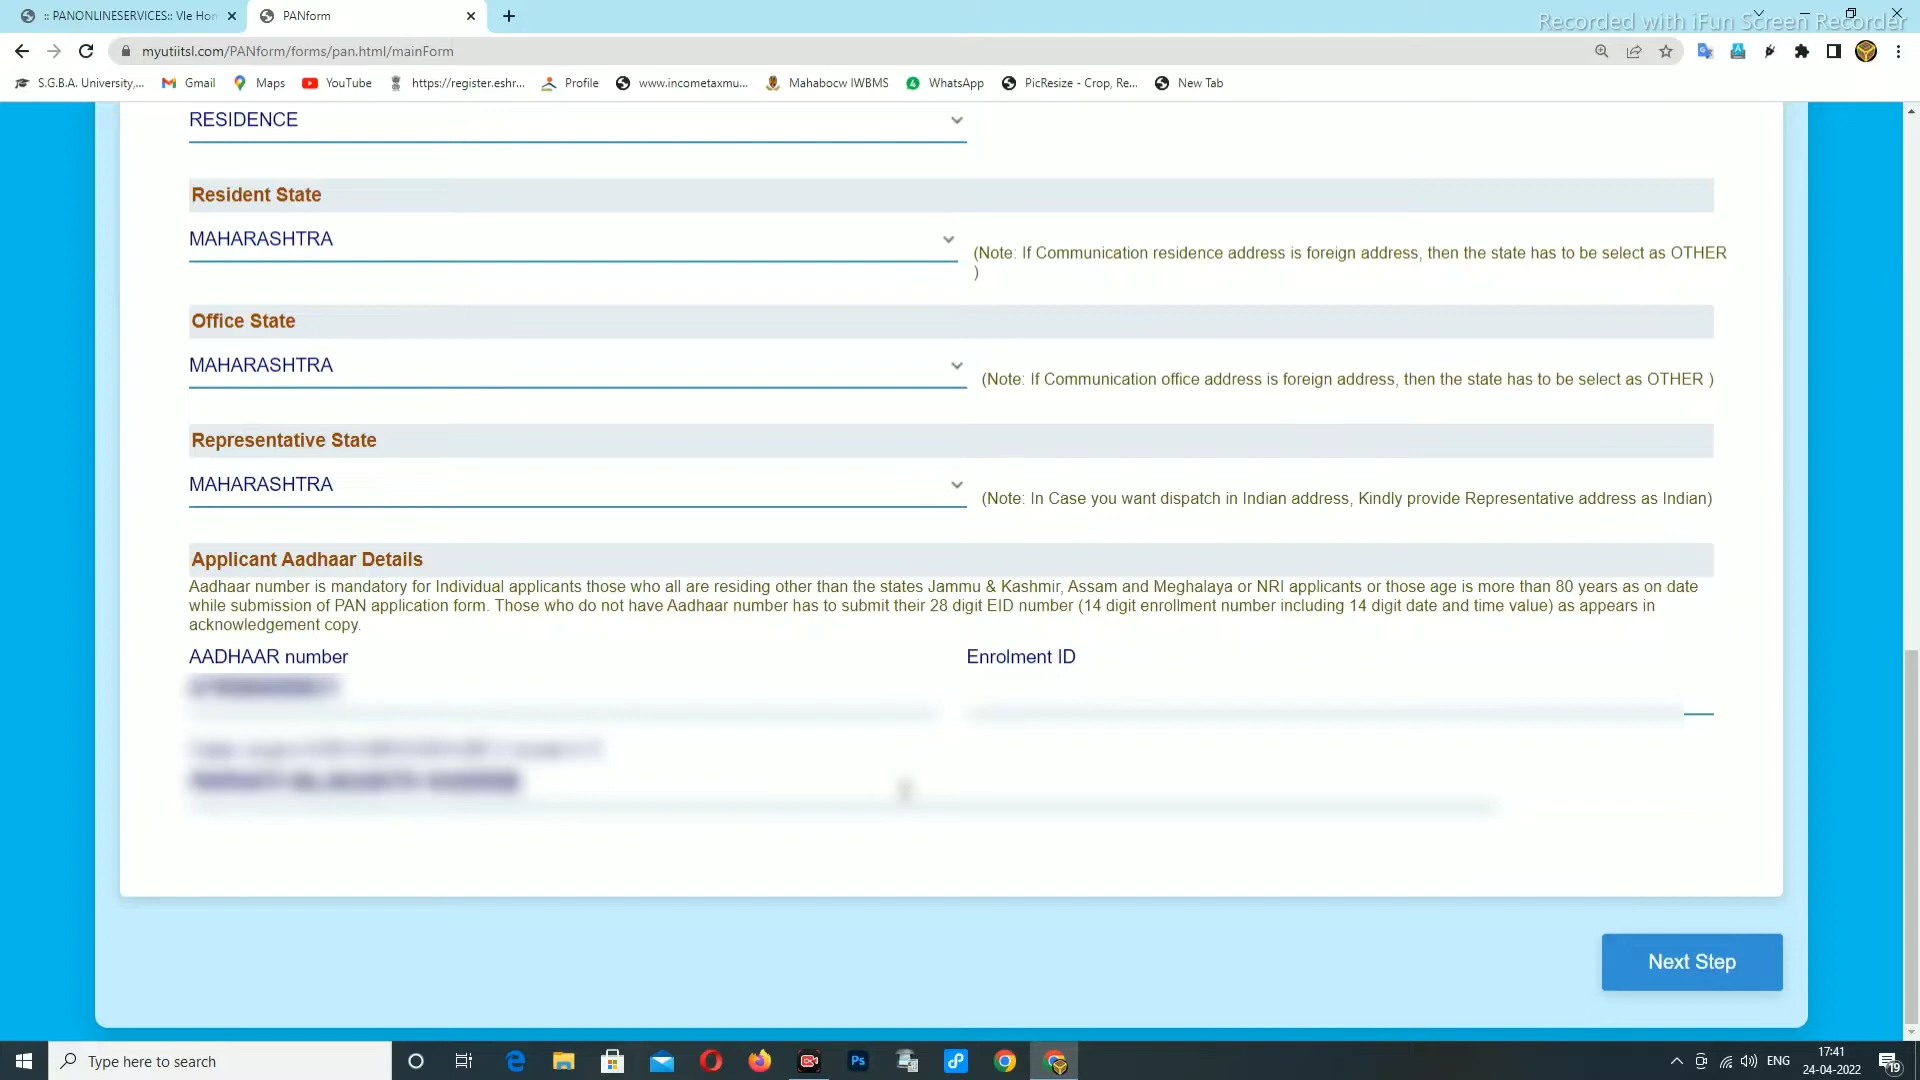 :: PANONLINESERVICES:: Vle Hon
PANform
Recorded with iFun Screen Recorder
myutiitsl.com/PANform/forms/pan.html/mainForm
S.G.B.A. University,...
Gmail
Maps
YouTube
https://register.eshr...
Profile
www.incometaxmu...
Mahabocw IWBMS
WhatsApp
PicResize - Crop, Re...
New Tab
RESIDENCE
Resident State
MAHARASHTRA
(Note: If Communication residence address is foreign address, then the state has to be select as OTHER
)
Office State
MAHARASHTRA
(Note: If Communication office address is foreign address, then the state has to be select as OTHER )
Representative State
MAHARASHTRA
(Note: In Case you want dispatch in Indian address, Kindly provide Representative address as Indian)
Applicant Aadhaar Details
Aadhaar number is mandatory for Individual applicants those who all are residing other than the states Jammu & Kashmir, Assam and Meghalaya or NRI applicants or those age is more than 80 years as on date
while submission of PAN application form. Those who do not have Aadhaar number has to submit their 28 digit EID number (14 digit enrollment number including 14 digit date and time value) as appears in
acknowledgement copy.
AADHAAR number
Enrolment ID
Next Step
Type here to search
Ps
ENG
17:41
24-04-2022
19